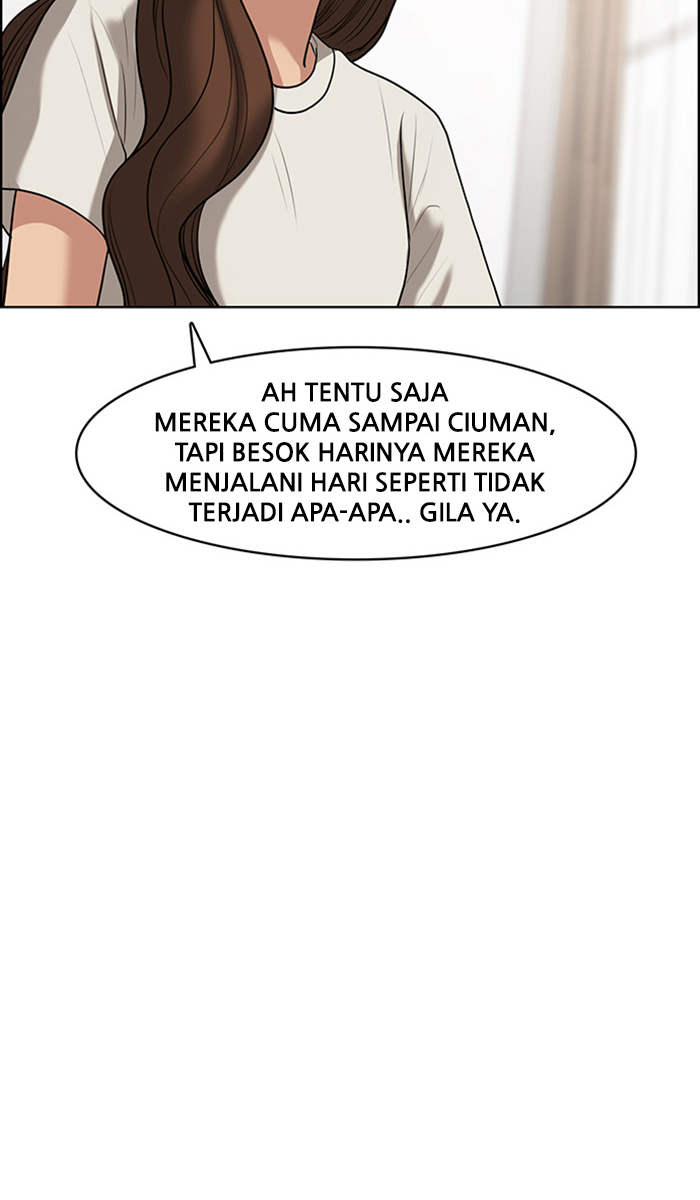 AH TENTU SAJA
MEREKA CUMA SAMPAI CIUMAN,
TAPI BESOK HARINYA MEREKA
MENJALANI HARI SEPERTI TIDAK
TERJADI APA-APA.. GILA YA.